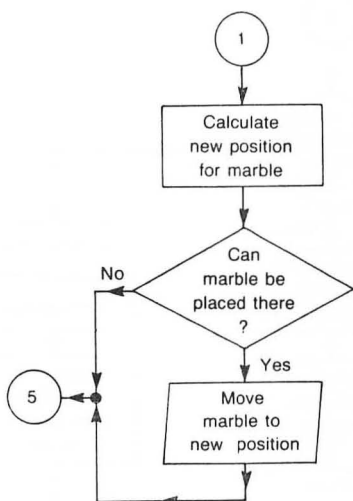 1
Calculate
new position
for marble
Can
marble be
placed there
?
No
Yes
5
Move
marble to
new position